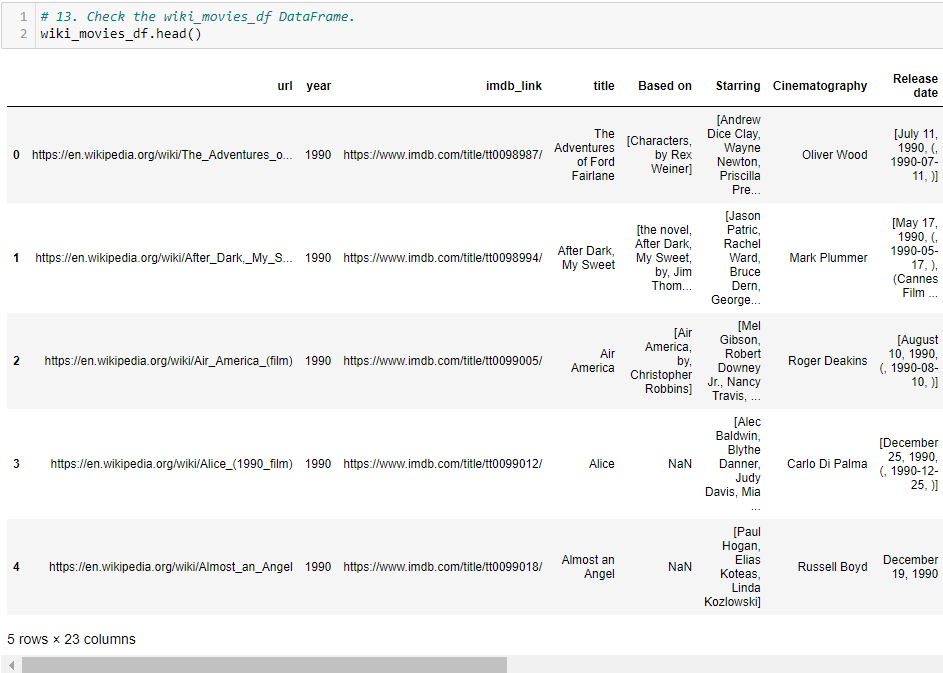 1 # 13. Check the wiki_movies_df DataFrame.
2 wiki_movies_df.head()
url year imdb_link title Based on Starring Cinematography Release date
0 https://en.wikipedia.org/wiki/The_Adventures_o... 1990 https://www.imdb.com/title/tt0098987/ The Adventures of Ford Fairlane [Characters, by Rex Weiner] [Andrew Dice Clay, Wayne Newton, Priscilla Pre... Oliver Wood [July 11, 1990, (, 1990-07-11, )]
1 https://en.wikipedia.org/wiki/After_Dark,_My_S... 1990 https://www.imdb.com/title/tt0098994/ After Dark, My Sweet [the novel, After Dark, My Sweet, by, Jim Thom... [Jason Patric, Rachel Ward, Bruce Dern, George... Mark Plummer [May 17, 1990, (, 1990-05-17, ), (Cannes Film ...
2 https://en.wikipedia.org/wiki/Air_America_(film) 1990 https://www.imdb.com/title/tt0099005/ Air America [Air America, by, Christopher Robbins] [Mel Gibson, Robert Downey Jr., Nancy Travis, ... Roger Deakins [August 10, 1990, (, 1990-08-10, )]
3 https://en.wikipedia.org/wiki/Alice_(1990_film) 1990 https://www.imdb.com/title/tt0099012/ Alice NaN [Alec Baldwin, Blythe Danner, Judy Davis, Mia ... Carlo Di Palma [December 25, 1990, (, 1990-12-25, )]
4 https://en.wikipedia.org/wiki/Almost_an_Angel 1990 https://www.imdb.com/title/tt0099018/ Almost an Angel NaN [Paul Hogan, Elias Koteas, Linda Kozlowski] Russell Boyd December 19, 1990
5 rows × 23 columns